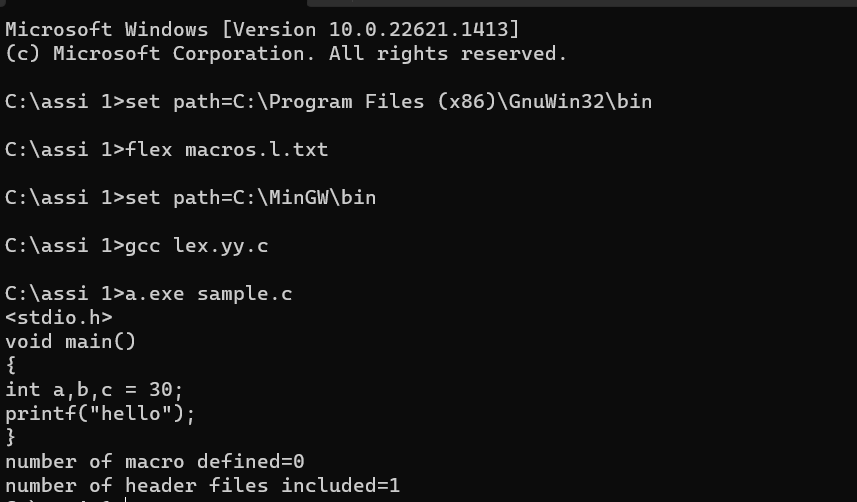 Microsoft Windows [Version 10.0.22621.1413]
(c) Microsoft Corporation. All rights reserved.
C:\assi 1>set path=C:\Program Files (x86)\GnuWin32\bin
C:\assi 1>flex macros.l.txt
C:\assi 1>set path=C:\MinGW\bin
C:\assi 1>gcc lex.yy.c
C:\assi 1>a.exe sample.c
<stdio.h>
void main()
{
int a,b,c = 30;
printf("hello");
}
number of macro defined=0
number of header files included=1